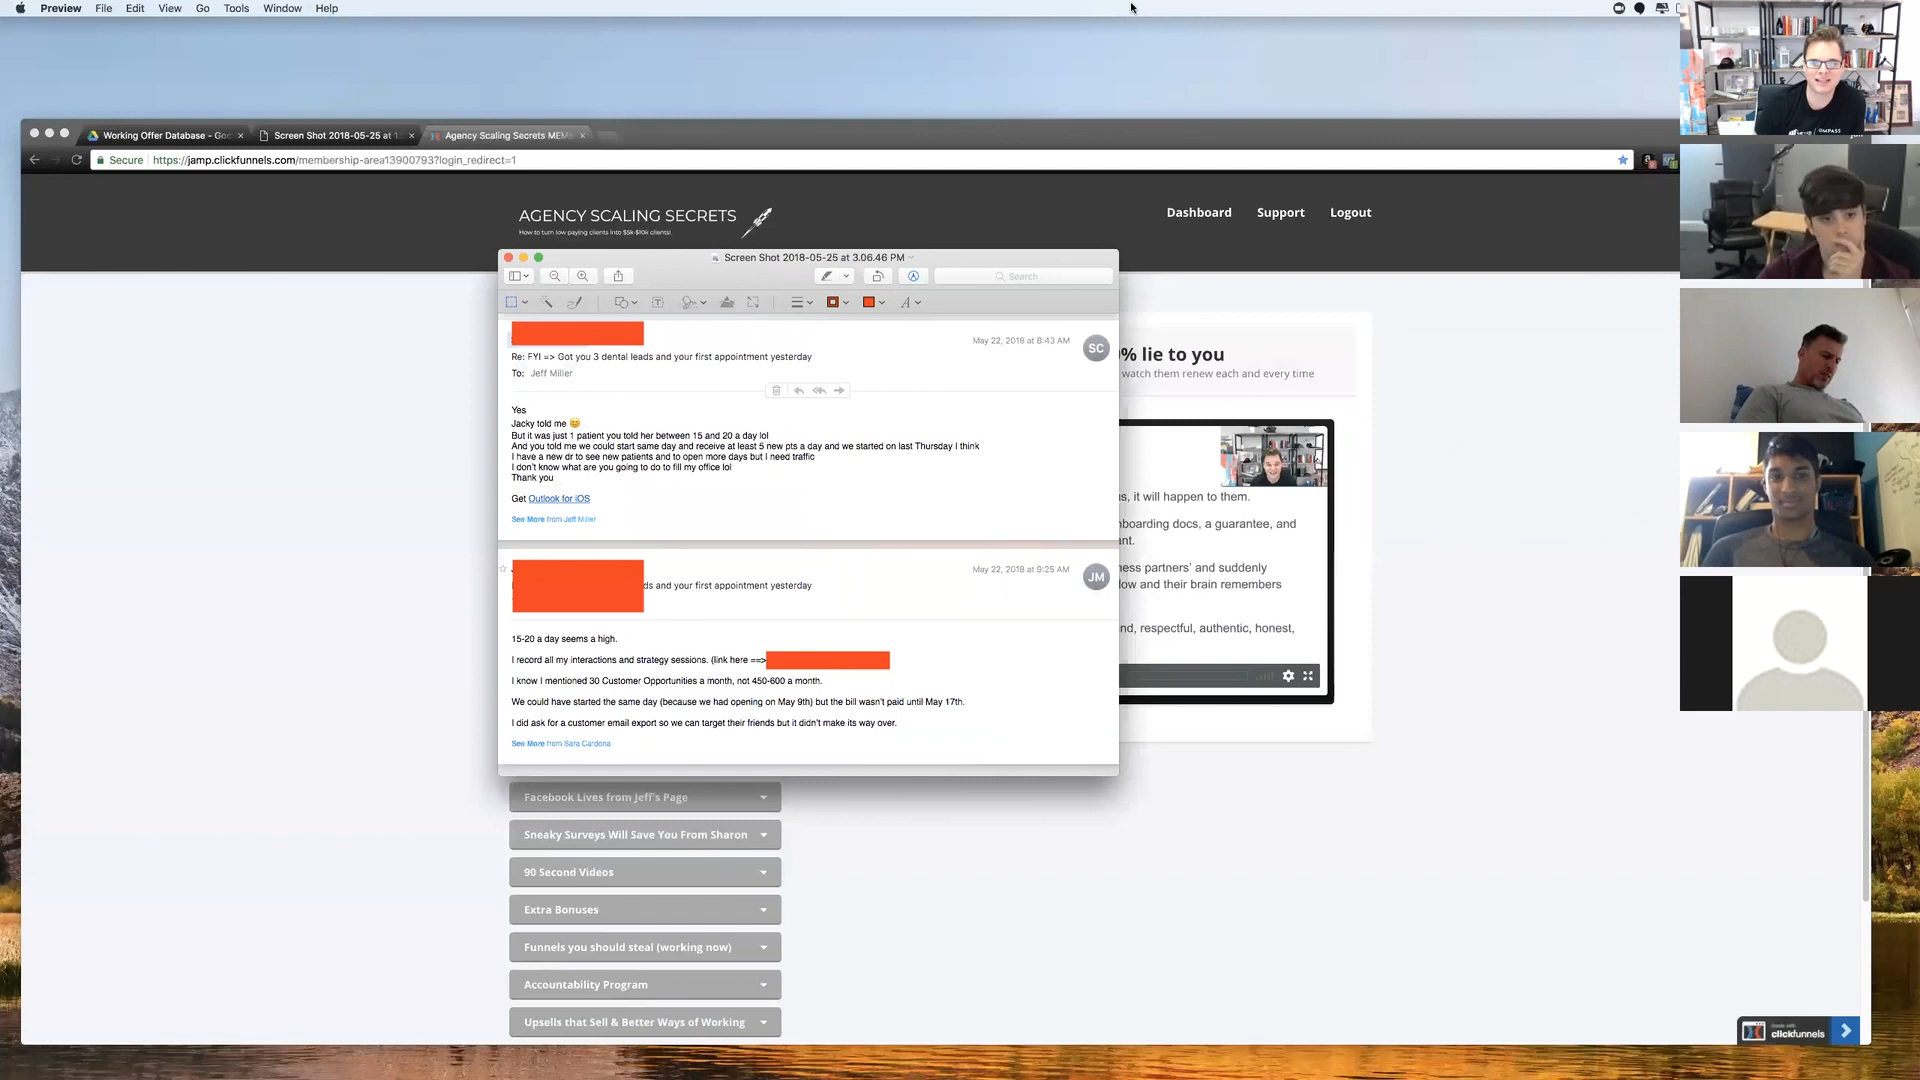 Preview File Edit View Go Tools Window Help
Working Offer Database - Goo
Screen Shot 2018-05-25 at 1
Agency Scaling Secrets MEM
Secure https://jamp.clickfunnels.com/membership-area13900793?login_redirect=1
AGENCY SCALING SECRETS
How to turn low paying clients into $5k-$10k clients!
Dashboard Support Logout
Screen Shot 2018-05-25 at 3.06.46 PM
Search
May 22, 2018 at 8:43 AM
SC
Re: FYI => Got you 3 dental leads and your first appointment yesterday
To: Jeff Miller
Yes
Jacky told me 😊
But it was just 1 patient you told her between 15 and 20 a day lol
And you told me we could start same day and receive at least 5 new pts a day and we started on last Thursday I think
I have a new dr to see new patients and to open more days but I need traffic
I don't know what are you going to do to fill my office lol
Thank you
Get Outlook for iOS
See More from Jeff Miller
May 22, 2018 at 9:25 AM
JM
ds and your first appointment yesterday
15-20 a day seems a high.
I record all my interactions and strategy sessions. (link here ==>
I know I mentioned 30 Customer Opportunities a month, not 450-600 a month.
We could have started the same day (because we had opening on May 9th) but the bill wasn't paid until May 17th.
I did ask for a customer email export so we can target their friends but it didn't make its way over.
See More from Sara Cardona
% lie to you
watch them renew each and every time
s, it will happen to them.
boarding docs, a guarantee, and
nt.
ness partners' and suddenly
low and their brain remembers
nd, respectful, authentic, honest,
Facebook Lives from Jeff's Page
Sneaky Surveys Will Save You From Sharon
90 Second Videos
Extra Bonuses
Funnels you should steal (working now)
Accountability Program
Upsells that Sell & Better Ways of Working
made with
clickfunnels